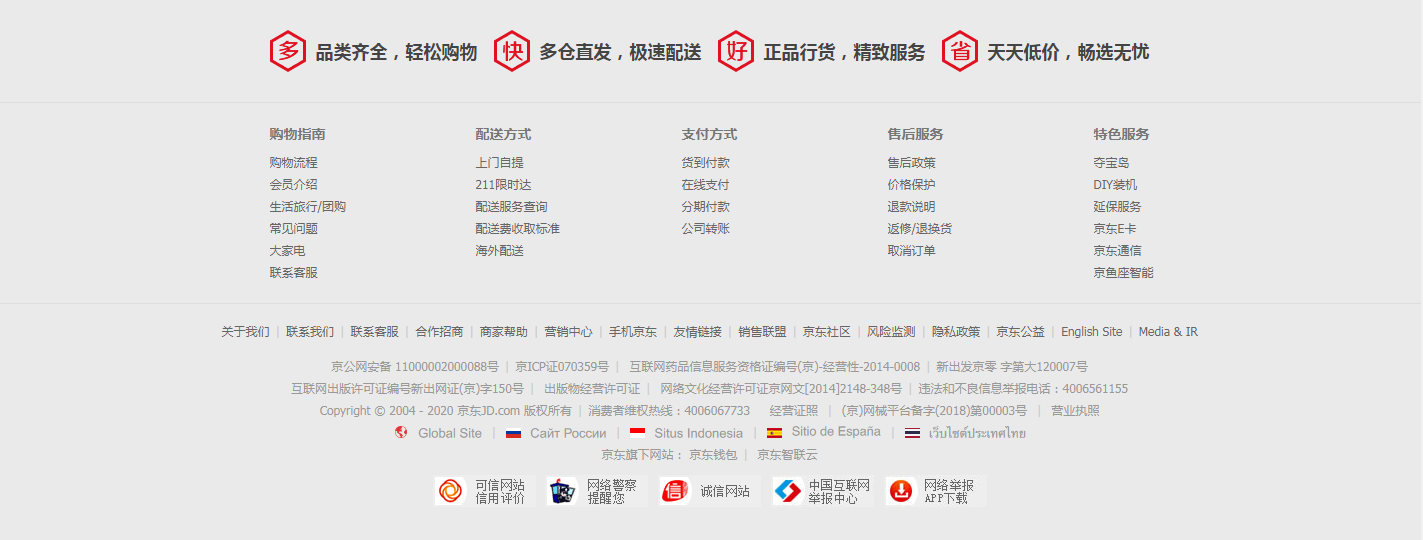 多 品类齐全，轻松购物 快 多仓直发，极速配送 好 正品行货，精致服务 省 天天低价，畅选无忧
购物指南 配送方式 支付方式 售后服务 特色服务
购物流程 上门自提 货到付款 售后政策 夺宝岛
会员介绍 211限时达 在线支付 价格保护 DIY装机
生活旅行/团购 配送服务查询 分期付款 退款说明 延保服务
常见问题 配送费收取标准 公司转账 返修/退换货 京东E卡
大家电 海外配送 取消订单 京东通信
联系客服 京鱼座智能
关于我们 | 联系我们 | 联系客服 | 合作招商 | 商家帮助 | 营销中心 | 手机京东 | 友情链接 | 销售联盟 | 京东社区 | 风险监测 | 隐私政策 | 京东公益 | English Site | Media & IR
京公网安备 11000002000088号 | 京ICP证070359号 | 互联网药品信息服务资格证编号(京)-经营性-2014-0008 | 新出发京零 字第大120007号
互联网出版许可证编号新出网证(京)字150号 | 出版物经营许可证 | 网络文化经营许可证京网文[2014]2148-348号 | 违法和不良信息举报电话：4006561155
Copyright © 2004 - 2020 京东JD.com 版权所有 | 消费者维权热线：4006067733 经营证照 | (京)网械平台备字(2018)第00003号 | 营业执照
Global Site | Сайт России | Situs Indonesia | Sitio de España | เว็บไซต์ประเทศไทย
京东旗下网站： 京东钱包 | 京东智联云
可信网站 网络警察 诚信网站 中国互联网 网络举报
信用评价 提醒您 信 举报中心 APP下载